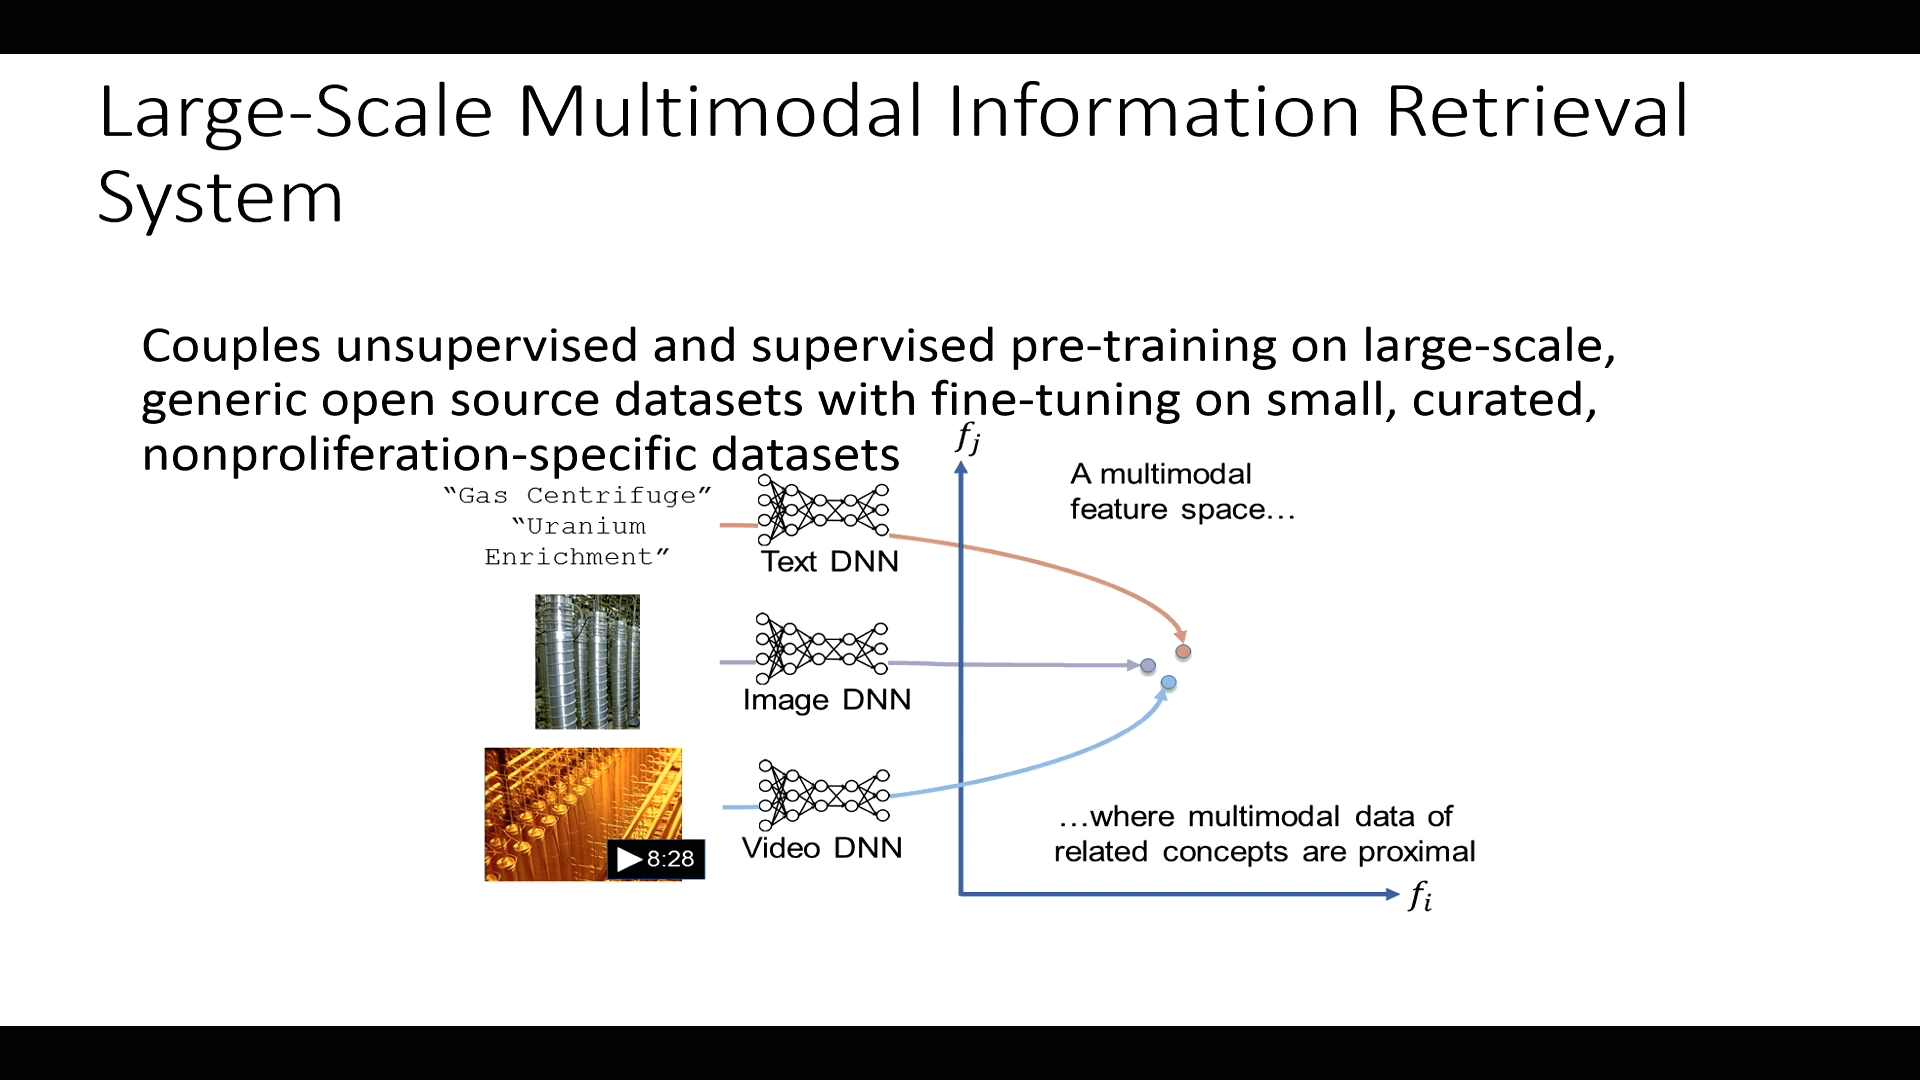 Large-Scale Multimodal Information Retrieval
System
Couples unsupervised and supervised pre-training on large-scale,
generic open source datasets with fine-tuning on small, curated,
nonproliferation-specific datasets
“Gas Centrifuge”
“Uranium
Enrichment”
Text DNN
Image DNN
8:28
Video DNN
fj
A multimodal
feature space…
…where multimodal data of
related concepts are proximal
fi